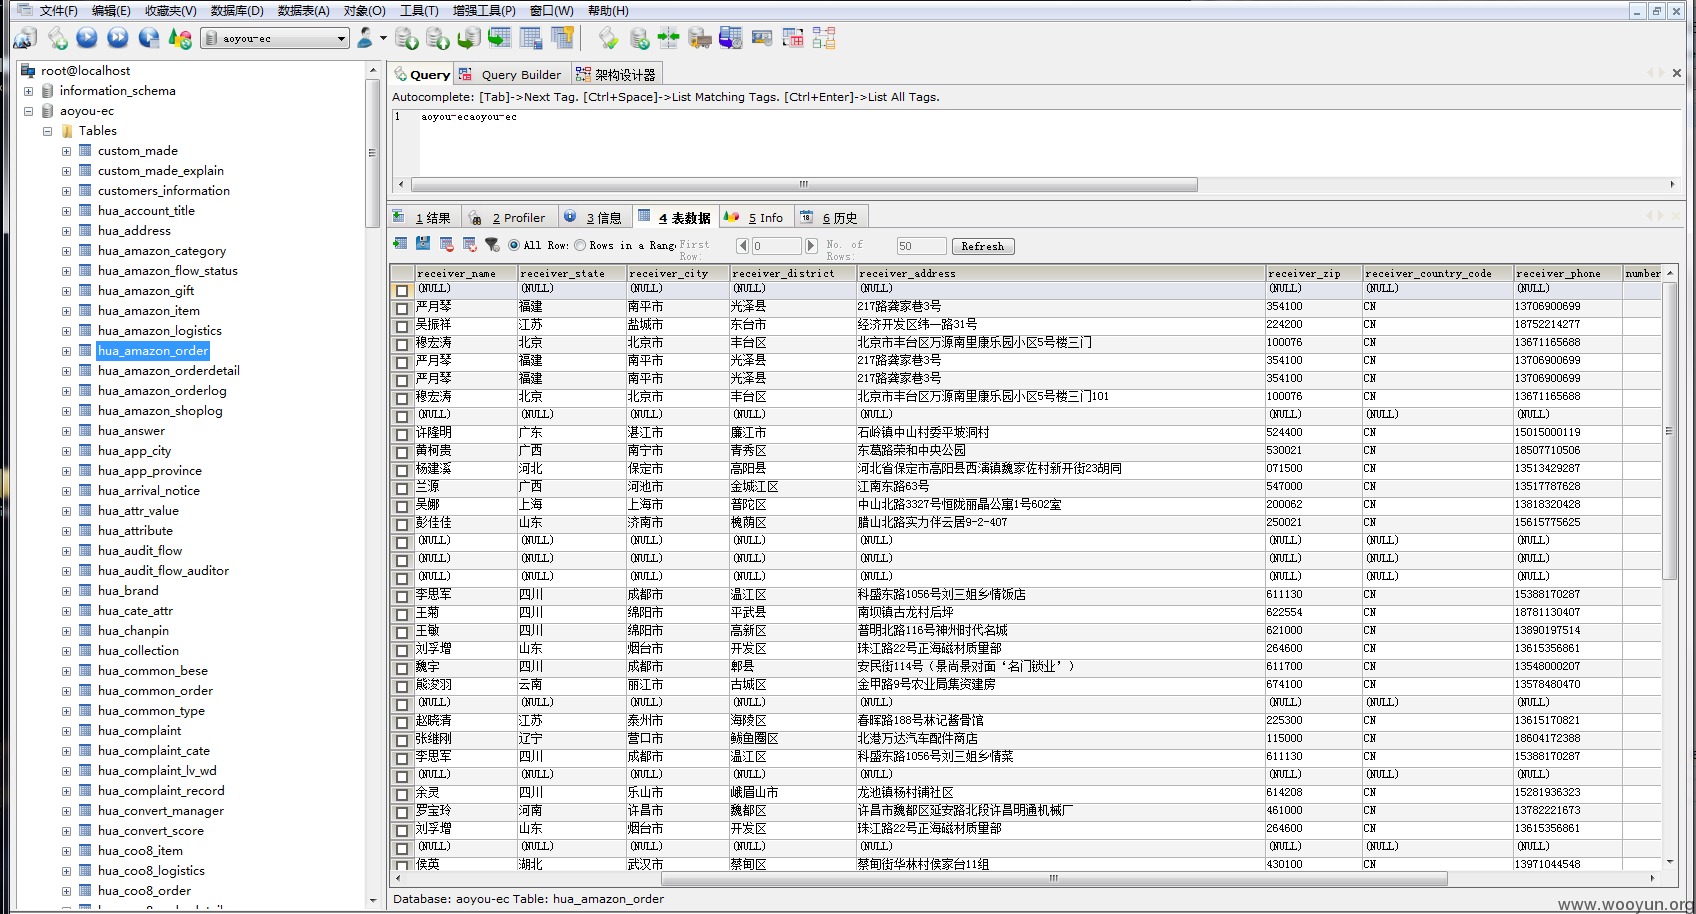 文件(F) 编辑(E) 收藏夹(V) 数据库(D) 数据表(A) 对象(O) 工具(T) 增强工具(P) 窗口(W) 帮助(H)
aoyou-ec
root@localhost
information_schema
aoyou-ec
Tables
custom_made
custom_made_explain
customers_information
hua_account_title
hua_address
hua_amazon_category
hua_amazon_flow_status
hua_amazon_gift
hua_amazon_item
hua_amazon_logistics
hua_amazon_order
hua_amazon_orderdetail
hua_amazon_orderlog
hua_amazon_shoplog
hua_answer
hua_app_city
hua_app_province
hua_arrival_notice
hua_attr_value
hua_attribute
hua_audit_flow
hua_audit_flow_auditor
hua_brand
hua_cate_attr
hua_chanpin
hua_collection
hua_common_bese
hua_common_order
hua_common_type
hua_complaint
hua_complaint_cate
hua_complaint_lv_wd
hua_complaint_record
hua_convert_manager
hua_convert_score
hua_coo8_item
hua_coo8_logistics
hua_coo8_order
Query Query Builder 架构设计器
Autocomplete: [Tab]->Next Tag. [Ctrl+Space]->List Matching Tags. [Ctrl+Enter]->List All Tags.
1 aoyou-ecaoyou-ec
1 结果 2 Profiler 3 信息 4 表数据 5 Info 6 历史
All Row: Rows in a Rang First Row: 0 No. of Rows: 50 Refresh
receiver_name receiver_state receiver_city receiver_district receiver_address receiver_zip receiver_country_code receiver_phone number
(NULL) (NULL) (NULL) (NULL) (NULL) (NULL) (NULL) (NULL)
严月琴 福建 南平市 光泽县 217路龚家巷3号 354100 CN 13706900699
吴振祥 江苏 盐城市 东台市 经济开发区纬一路31号 224200 CN 18752214277
穆宏涛 北京 北京市 丰台区 北京市丰台区万源南里康乐园小区5号楼三门 100076 CN 13671165688
严月琴 福建 南平市 光泽县 217路龚家巷3号 354100 CN 13706900699
严月琴 福建 南平市 光泽县 217路龚家巷3号 354100 CN 13706900699
穆宏涛 北京 北京市 丰台区 北京市丰台区万源南里康乐园小区5号楼三门101 100076 CN 13671165688
(NULL) (NULL) (NULL) (NULL) (NULL) (NULL) (NULL) (NULL)
许隆明 广东 湛江市 廉江市 石岭镇中山村委平坡洞村 524400 CN 15015000119
黄柯贵 广西 南宁市 青秀区 东葛路荣和中央公园 530021 CN 18507710506
杨建溪 河北 保定市 高阳县 河北省保定市高阳县西演镇魏家佐村新开街23胡同 071500 CN 13513429287
兰源 广西 河池市 金城江区 江南东路63号 547000 CN 13517787628
吴娜 上海 上海市 普陀区 中山北路3327号恒陇丽晶公寓1号602室 200062 CN 13818320428
彭佳佳 山东 济南市 槐荫区 腊山北路实力伴云居9-2-407 250021 CN 15615775625
(NULL) (NULL) (NULL) (NULL) (NULL) (NULL) (NULL) (NULL)
(NULL) (NULL) (NULL) (NULL) (NULL) (NULL) (NULL) (NULL)
(NULL) (NULL) (NULL) (NULL) (NULL) (NULL) (NULL) (NULL)
李思军 四川 成都市 温江区 科盛东路1056号刘三姐乡情饭店 611130 CN 15388170287
王菊 四川 绵阳市 平武县 南坝镇古龙村后坪 622554 CN 18781130407
王敏 四川 绵阳市 高新区 普明北路116号神州时代名城 621000 CN 13890197514
刘孚增 山东 烟台市 开发区 珠江路22号正海磁材质量部 264600 CN 13615356861
魏宇 四川 成都市 郫县 安民街114号（景尚景对面‘名门锁业’） 611700 CN 13548000207
熊浚羽 云南 丽江市 古城区 金甲路9号农业局集资建房 674100 CN 13578480470
(NULL) (NULL) (NULL) (NULL) (NULL) (NULL) (NULL) (NULL)
赵晓清 江苏 泰州市 海陵区 春晖路188号林记酱骨馆 225300 CN 13615170821
张继刚 辽宁 营口市 鲅鱼圈区 北港万达汽车配件商店 115000 CN 18604172388
李思军 四川 成都市 温江区 科盛东路1056号刘三姐乡情菜 611130 CN 15388170287
(NULL) (NULL) (NULL) (NULL) (NULL) (NULL) (NULL) (NULL)
余灵 四川 乐山市 峨眉山市 龙池镇杨村铺社区 614208 CN 15281936323
罗宝玲 河南 许昌市 魏都区 许昌市魏都区延安路北段许昌明通机械厂 461000 CN 13782221673
刘孚增 山东 烟台市 开发区 珠江路22号正海磁材质量部 264600 CN 13615356861
(NULL) (NULL) (NULL) (NULL) (NULL) (NULL) (NULL) (NULL)
侯英 湖北 武汉市 蔡甸区 蔡甸街华林村侯家台11组 430100 CN 13971044548
Database: aoyou-ec Table: hua_amazon_order
www.wooyun.org